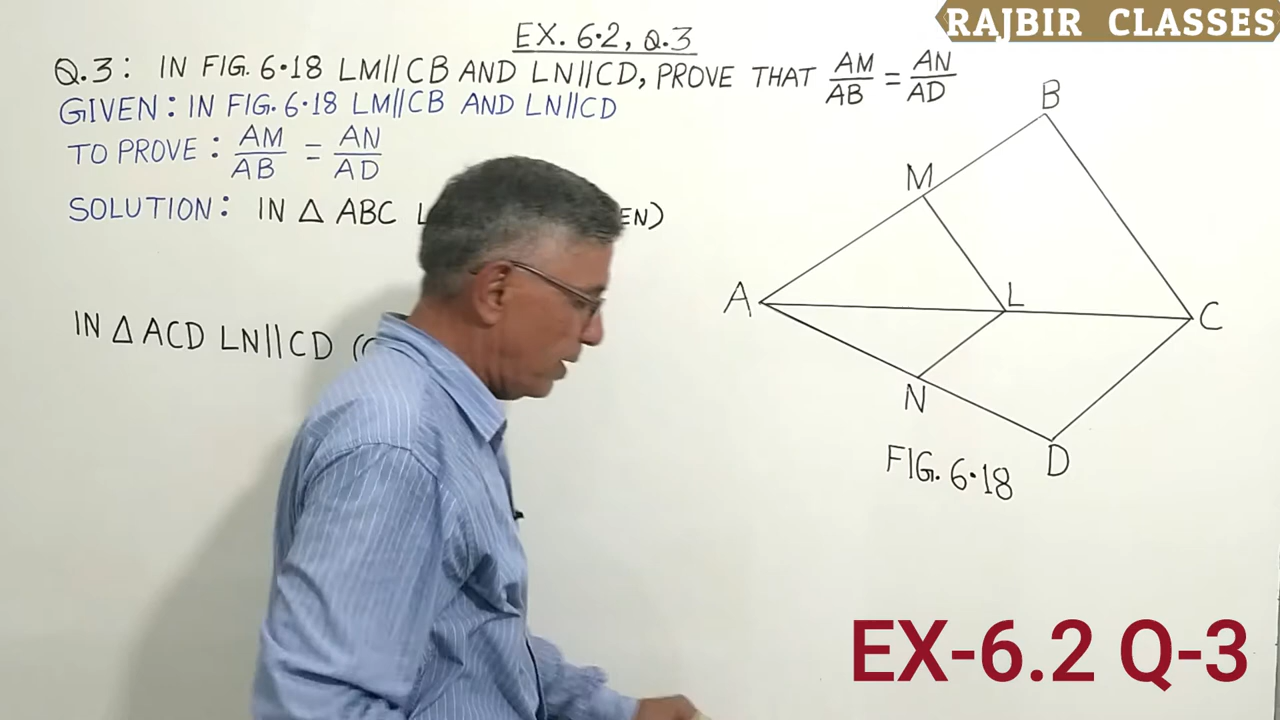 RAJBIR CLASSES
EX. 6.2, Q.3
Q.3: IN FIG. 6.18 LM||CB AND LN||CD, PROVE THAT AM/AB = AN/AD
GIVEN: IN FIG. 6.18 LM||CB AND LN||CD
TO PROVE: AM/AB = AN/AD
SOLUTION: IN △ ABC
IN △ ACD LN||CD
B
M
A
L
C
N
D
FIG. 6.18
EX-6.2 Q-3